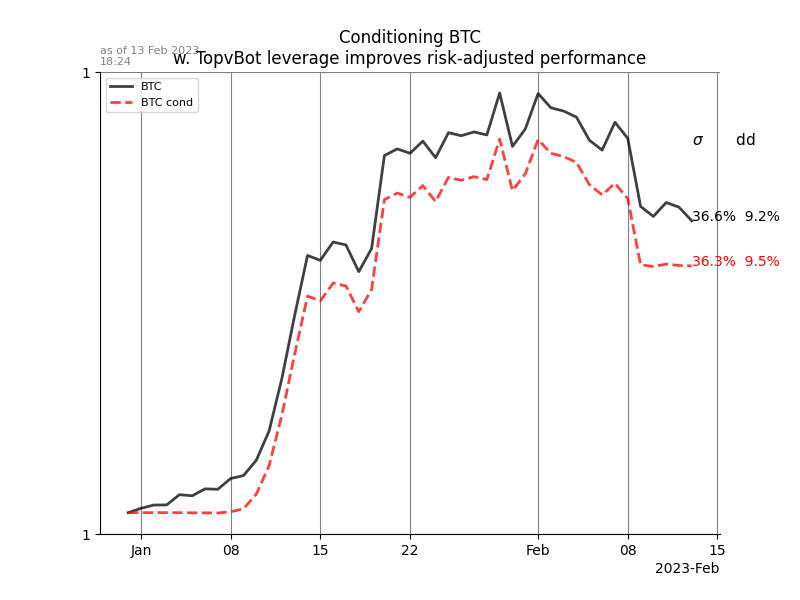 Conditioning BTC
as of 13 Feb 2023
18:24
w. TopvBot leverage improves risk-adjusted performance
1
BTC
BTC cond
σ dd
36.6% 9.2%
36.3% 9.5%
1
Jan 08 15 22 Feb 08 15
2023-Feb